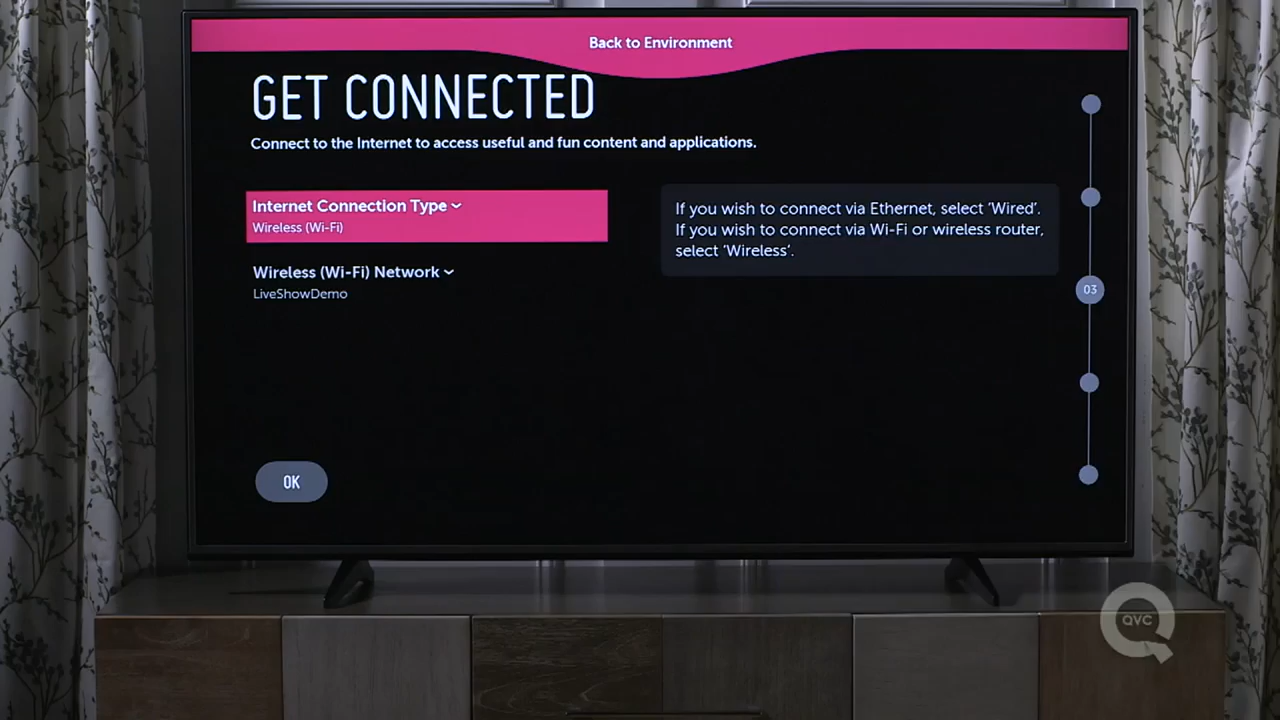 Back to Environment
GET CONNECTED
Connect to the Internet to access useful and fun content and applications.
Internet Connection Type
Wireless (Wi-Fi)
Wireless (Wi-Fi) Network
LiveShowDemo
If you wish to connect via Ethernet, select ‘Wired’.
If you wish to connect via Wi-Fi or wireless router,
select ‘Wireless’.
03
OK
QVC